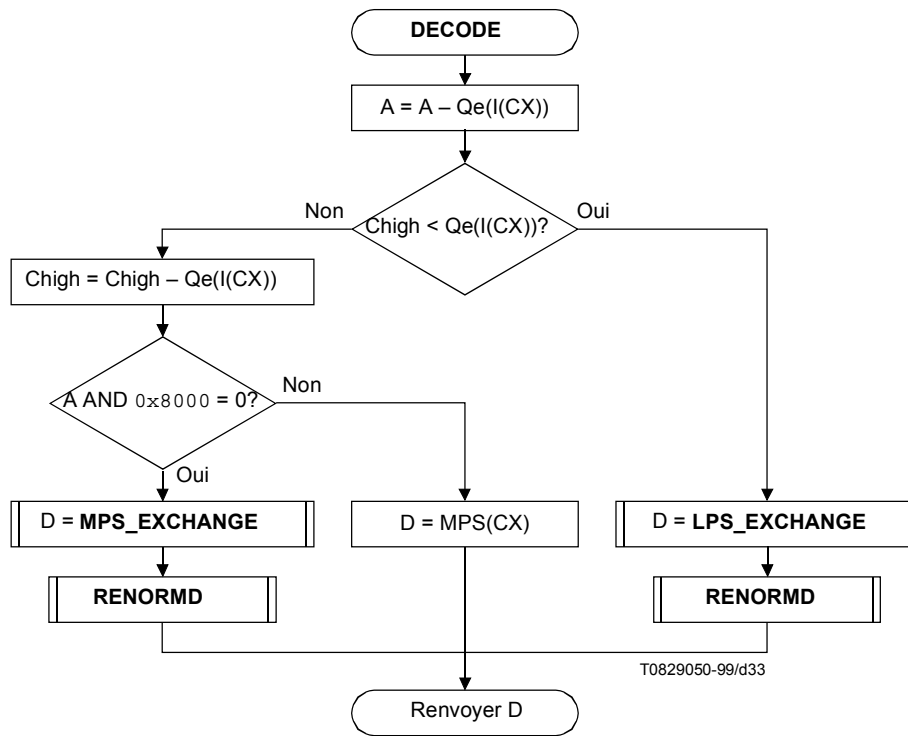 DECODE
A = A – Qe(I(CX))
Non
Chigh < Qe(I(CX))?
Oui
Chigh = Chigh – Qe(I(CX))
A AND 0x8000 = 0?
Non
Oui
D = MPS_EXCHANGE
D = MPS(CX)
D = LPS_EXCHANGE
RENORMD
RENORMD
T0829050-99/d33
Renvoyer D